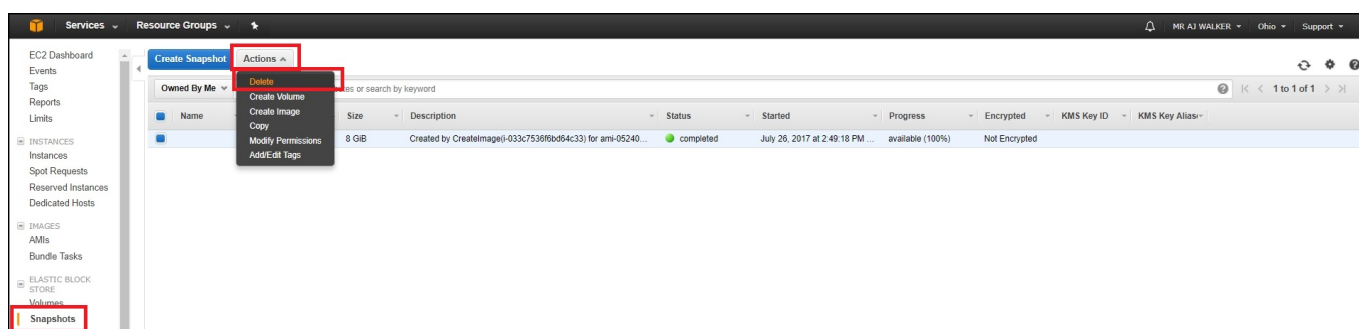 Services Resource Groups MR AJ WALKER Ohio Support
EC2 Dashboard
Events
Tags
Reports
Limits
INSTANCES
Instances
Spot Requests
Reserved Instances
Dedicated Hosts
IMAGES
AMIs
Bundle Tasks
ELASTIC BLOCK
STORE
Volumes
Snapshots
Create Snapshot Actions
Owned By Me search by keyword 1 to 1 of 1
Delete
Create Volume
Create Image
Copy
Modify Permissions
Add/Edit Tags
Name Size Description Status Started Progress Encrypted KMS Key ID KMS Key Alias
8 GiB Created by CreateImage(i-033c7536f6bd64c33) for ami-05240... completed July 26, 2017 at 2:49:18 PM ... available (100%) Not Encrypted